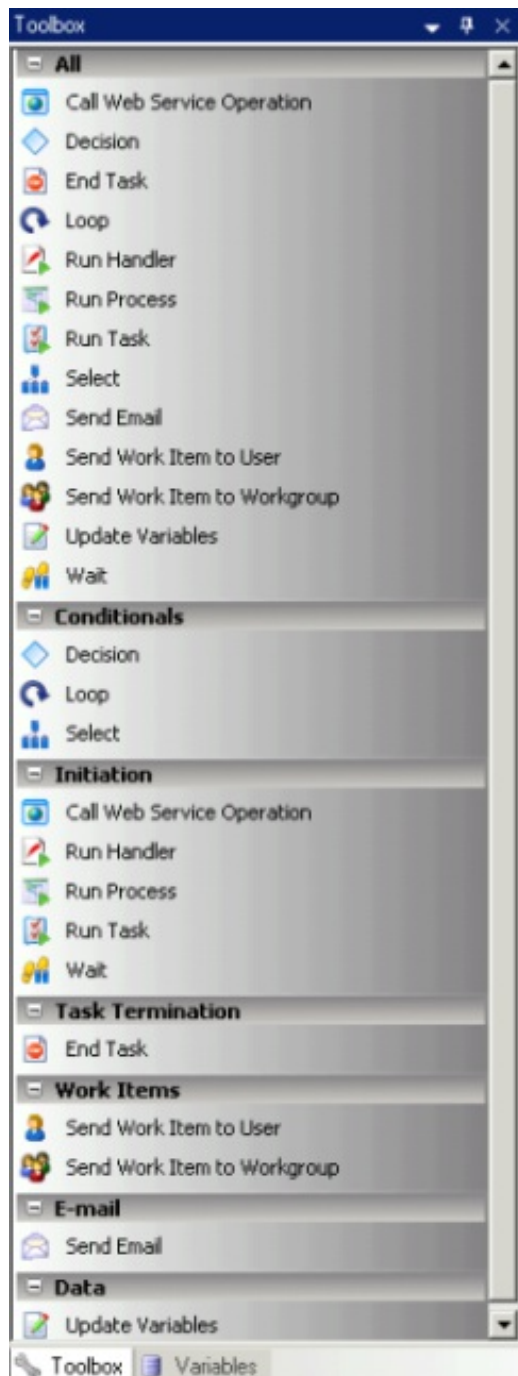 Toolbox
All
Call Web Service Operation
Decision
End Task
Loop
Run Handler
Run Process
Run Task
Select
Send Email
Send Work Item to User
Send Work Item to Workgroup
Update Variables
Wait
Conditionals
Decision
Loop
Select
Initiation
Call Web Service Operation
Run Handler
Run Process
Run Task
Wait
Task Termination
End Task
Work Items
Send Work Item to User
Send Work Item to Workgroup
E-mail
Send Email
Data
Update Variables
Toolbox Variables